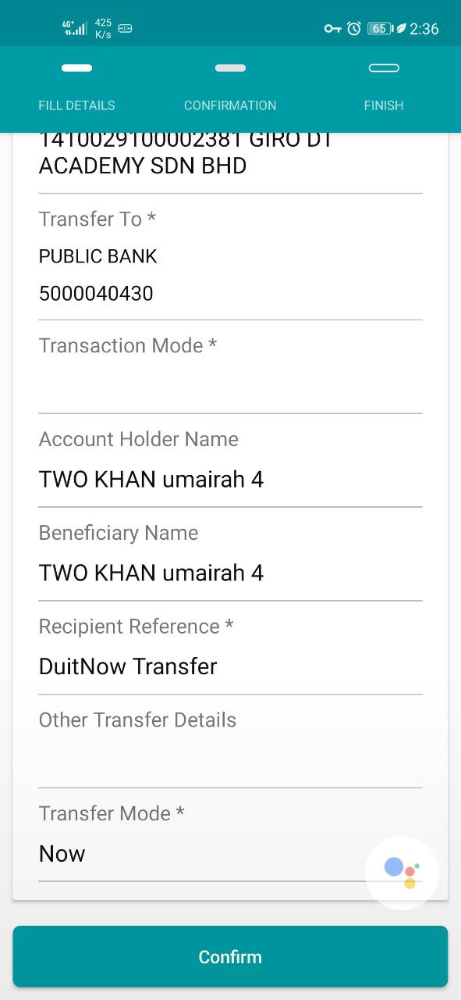 4G+
425
K/s
65
2:36
FILL DETAILS
CONFIRMATION
FINISH
1410029100002381 GIRO DT
ACADEMY SDN BHD
Transfer To *
PUBLIC BANK
5000040430
Transaction Mode *
Account Holder Name
TWO KHAN umairah 4
Beneficiary Name
TWO KHAN umairah 4
Recipient Reference *
DuitNow Transfer
Other Transfer Details
Transfer Mode *
Now
Confirm